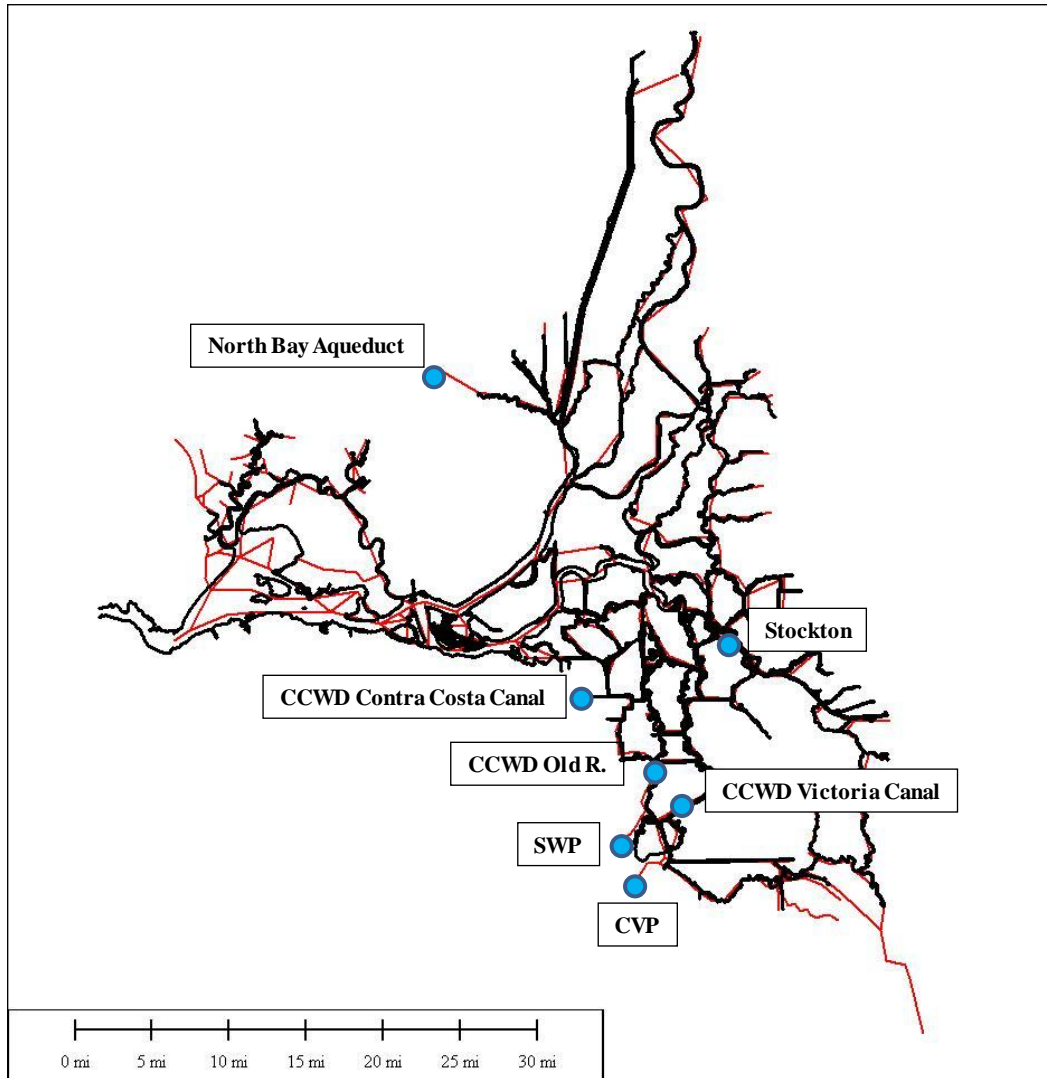 North Bay Aqueduct
Stockton
CCWD Contra Costa Canal
CCWD Old R.
CCWD Victoria Canal
SWP
CVP
0 mi 5 mi 10 mi 15 mi 20 mi 25 mi 30 mi